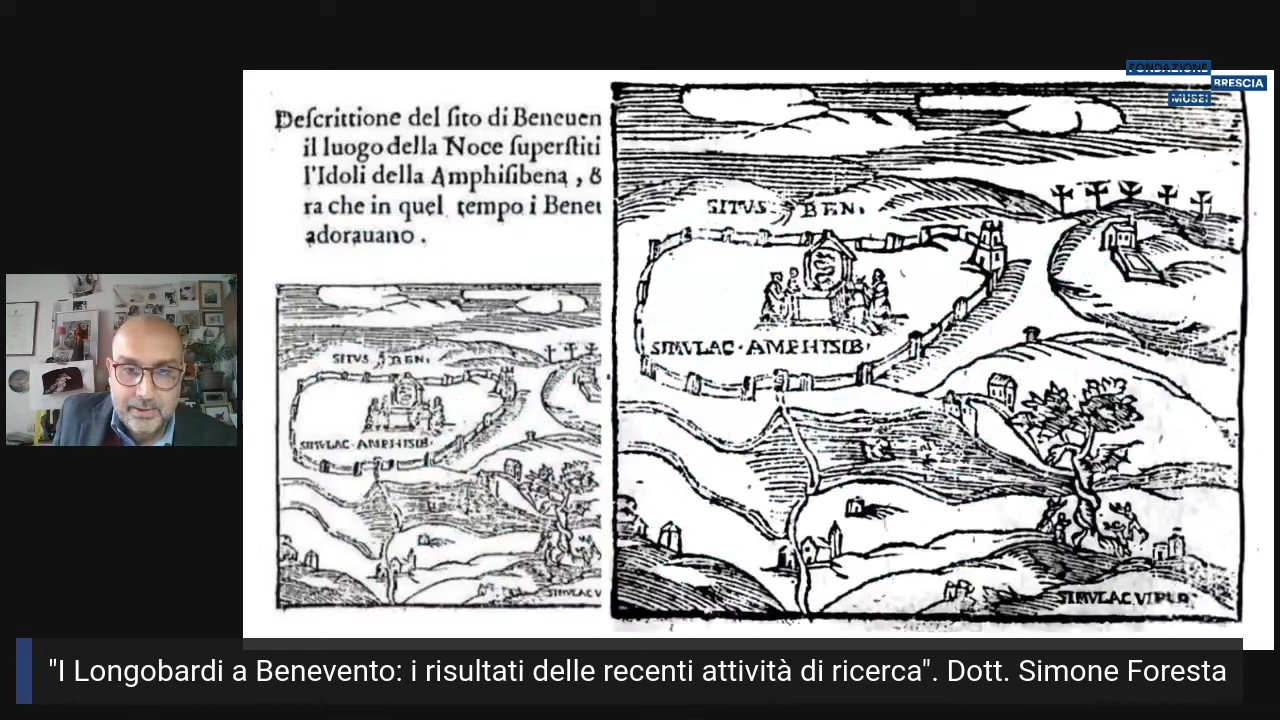 FONDAZIONE
BRESCIA
MUSEI
Deſcrittione del ſito di Beneuen
il luogo della Noce ſuperſtiti
l'Idoli della Amphiſibena, &
ra che in quel tempo i Beneu
adorauano.
SITVS BEN.
SIMVLAC·AMPHISIB.
SIMVLAC V
SITVS BEN.
SIMVLAC·AMPHISIB.
SIMVLAC VIPER
"I Longobardi a Benevento: i risultati delle recenti attività di ricerca". Dott. Simone Foresta